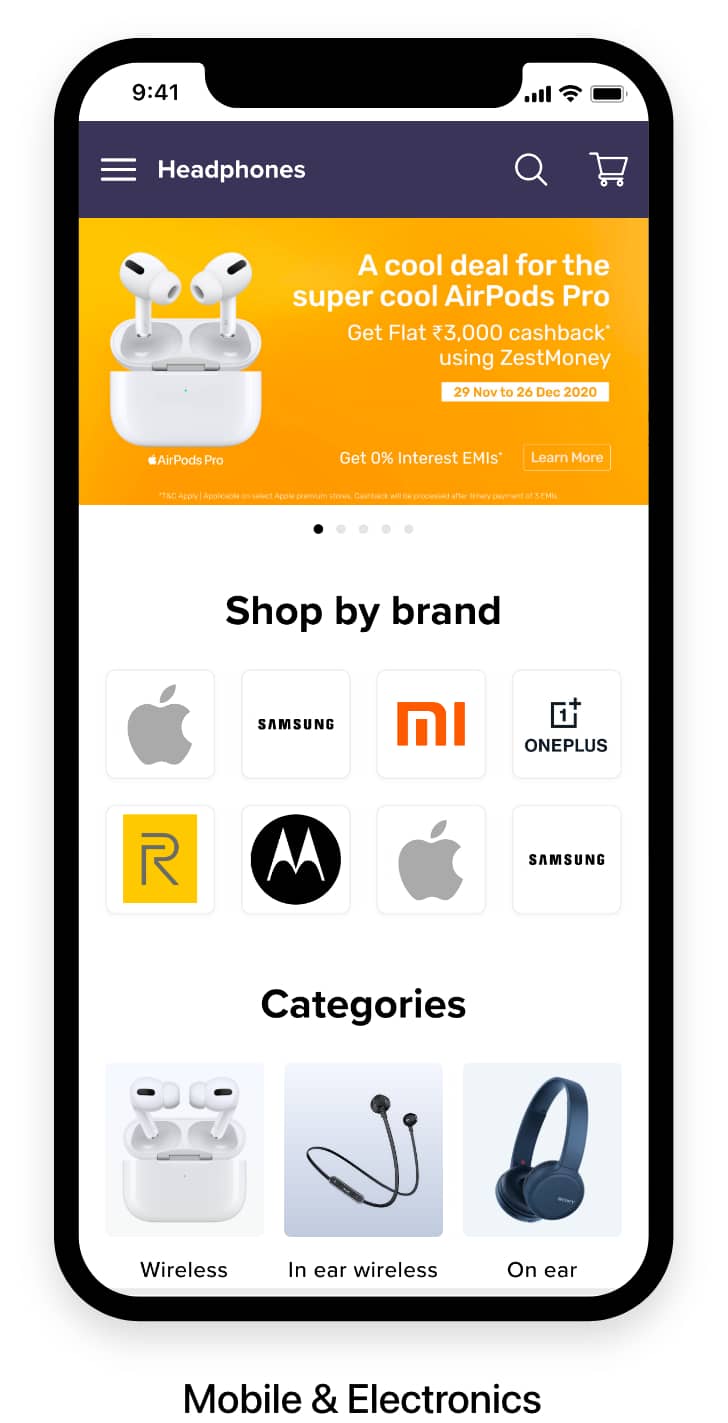 9:41
Headphones
A cool deal for the
super cool AirPods Pro
Get Flat ₹3,000 cashback*
using ZestMoney
29 Nov to 26 Dec 2020
AirPods Pro
Get 0% Interest EMIs*
Learn More
*T&C Apply | Applicable on select Apple premium stores, Cashback will be processed after timely payment of 3 EMIs
Shop by brand
SAMSUNG
ONEPLUS
SAMSUNG
Categories
SONY
Wireless
In ear wireless
On ear
Mobile & Electronics